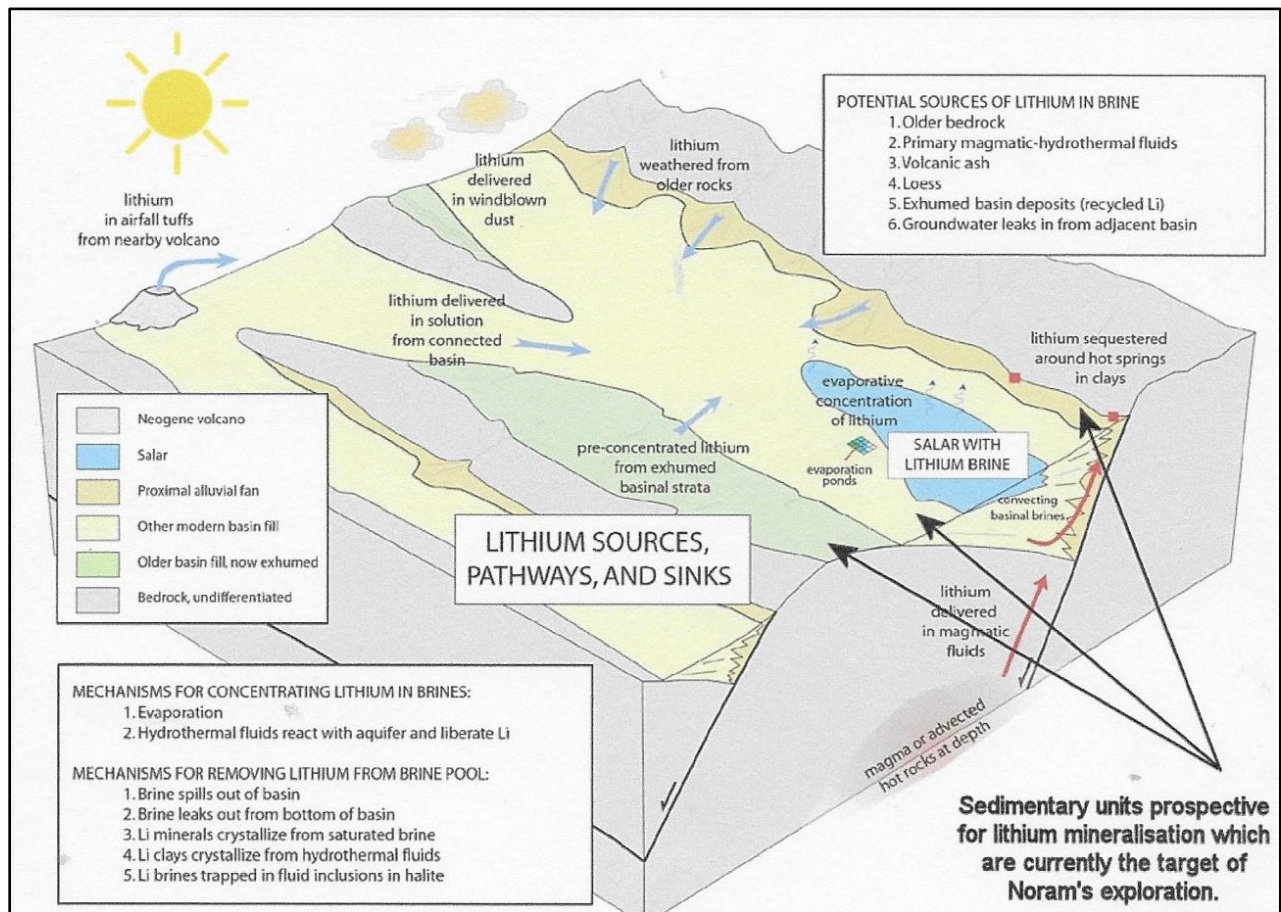 lithium
in airfall tuffs
from nearby volcano
lithium
delivered
in windblown
dust
lithium
weathered from
older rocks
POTENTIAL SOURCES OF LITHIUM IN BRINE
1. Older bedrock
2. Primary magmatic-hydrothermal fluids
3. Volcanic ash
4. Loess
5. Exhumed basin deposits (recycled Li)
6. Groundwater leaks in from adjacent basin
lithium delivered
in solution
from connected
basin
lithium sequestered
around hot springs
in clays
evaporative
concentration
of lithium
SALAR WITH
LITHIUM BRINE
evaporation
ponds
convecting
basinal brines
pre-concentrated lithium
from exhumed
basinal strata
Neogene volcano
Salar
Proximal alluvial fan
Other modern basin fill
Older basin fill, now exhumed
Bedrock, undifferentiated
LITHIUM SOURCES,
PATHWAYS, AND SINKS
lithium
delivered
in magmatic
fluids
magma or advected
hot rocks at depth
MECHANISMS FOR CONCENTRATING LITHIUM IN BRINES:
1. Evaporation
2. Hydrothermal fluids react with aquifer and liberate Li
MECHANISMS FOR REMOVING LITHIUM FROM BRINE POOL:
1. Brine spills out of basin
2. Brine leaks out from bottom of basin
3. Li minerals crystallize from saturated brine
4. Li clays crystallize from hydrothermal fluids
5. Li brines trapped in fluid inclusions in halite
Sedimentary units prospective
for lithium mineralisation which
are currently the target of
Noram's exploration.